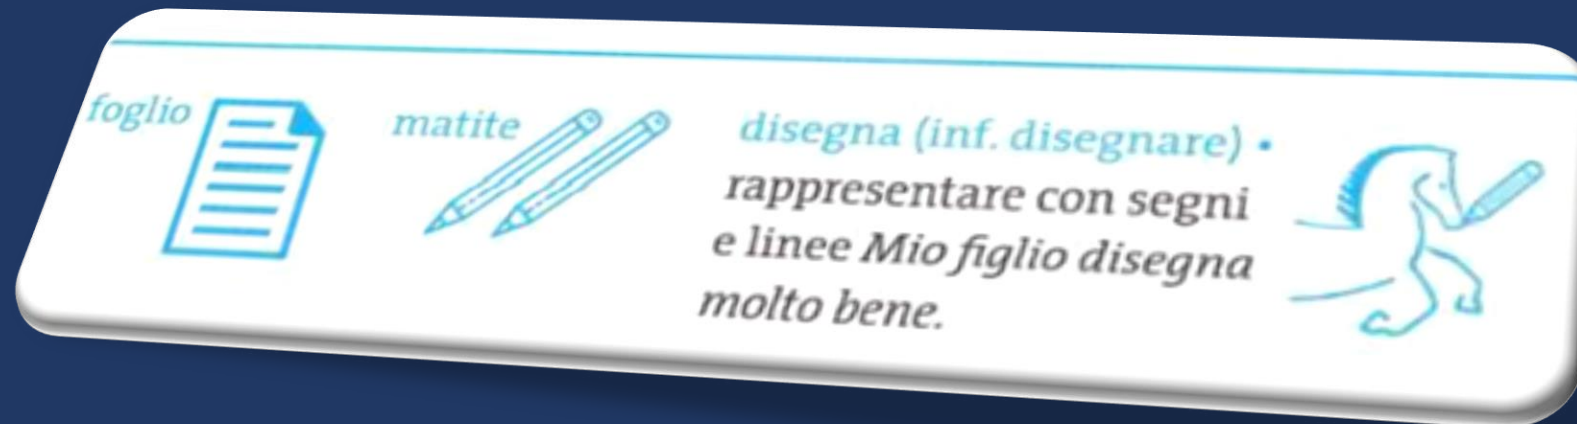 foglio
matite
disegna (inf. disegnare) •
rappresentare con segni
e linee Mio figlio disegna
molto bene.